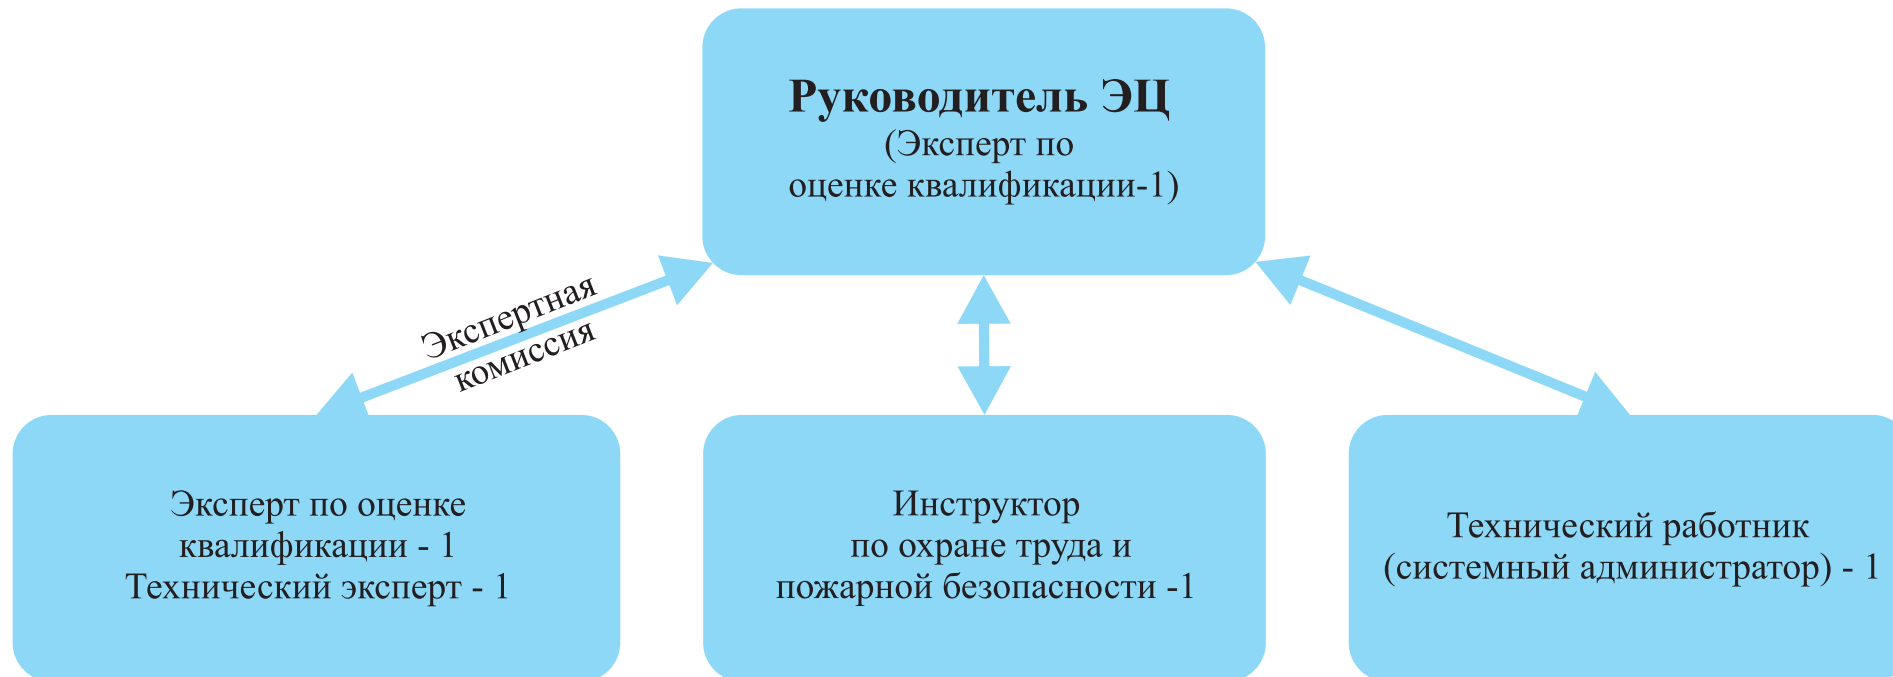 Руководитель ЭЦ
(Эксперт по
оценке квалификации-1)
Экспертная
комиссия
Эксперт по оценке
квалификации - 1
Технический эксперт - 1
Инструктор
по охране труда и
пожарной безопасности -1
Технический работник
(системный администратор) - 1